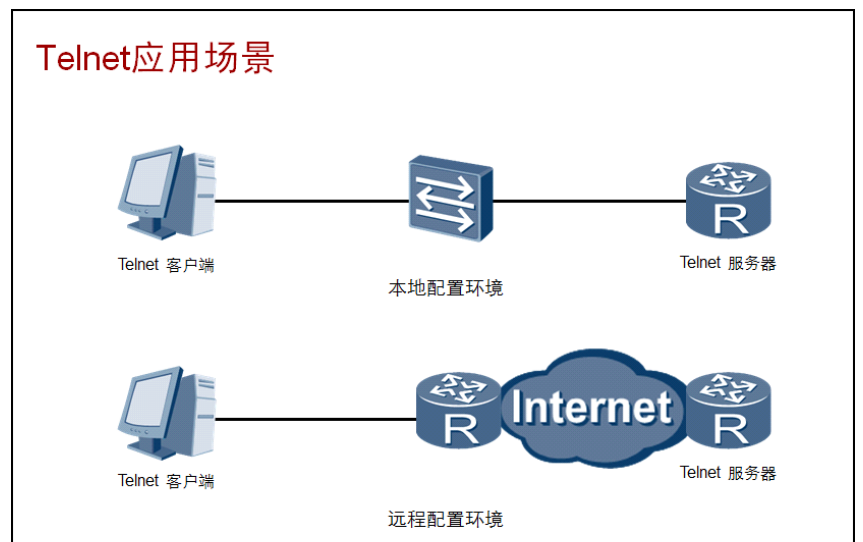 Telnet应用场景
R
Telnet 客户端
Telnet 服务器
本地配置环境
R
Internet
R
Telnet 客户端
Telnet 服务器
远程配置环境